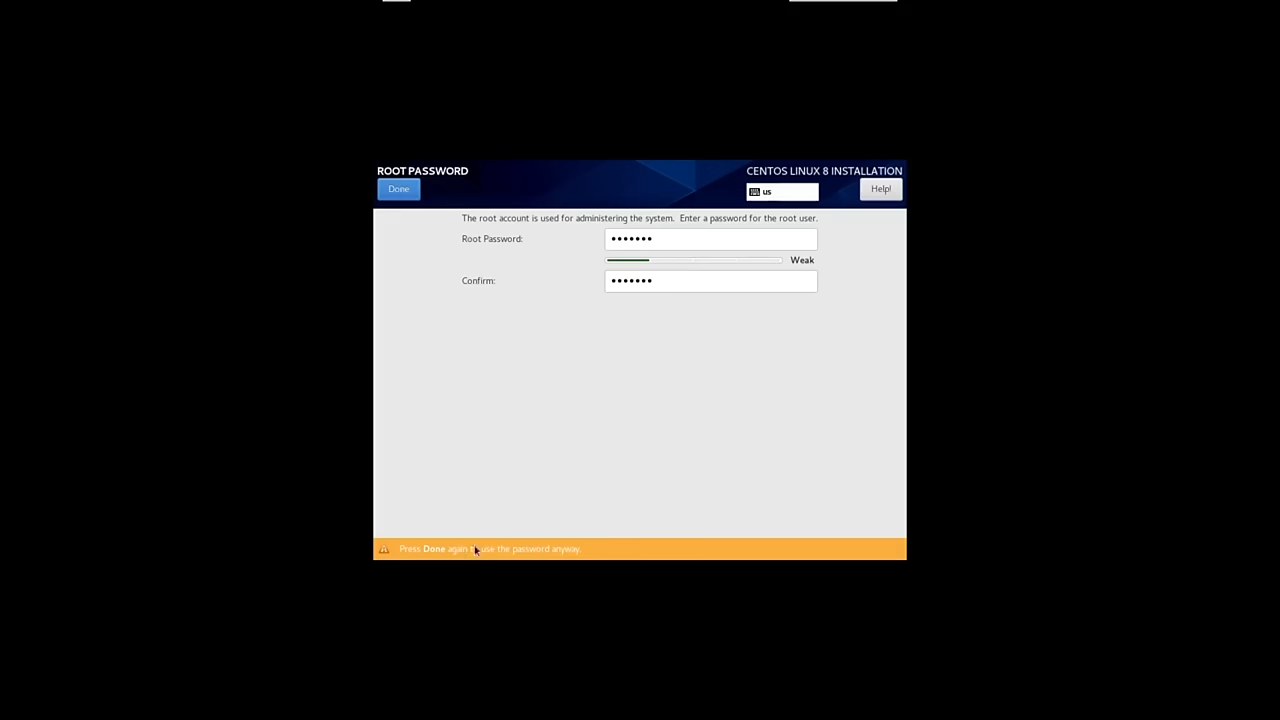 ROOT PASSWORD
CENTOS LINUX 8 INSTALLATION
Done
us
Help!
The root account is used for administering the system. Enter a password for the root user.
Root Password: •••••••
Weak
Confirm: •••••••
Press Done again to use the password anyway.